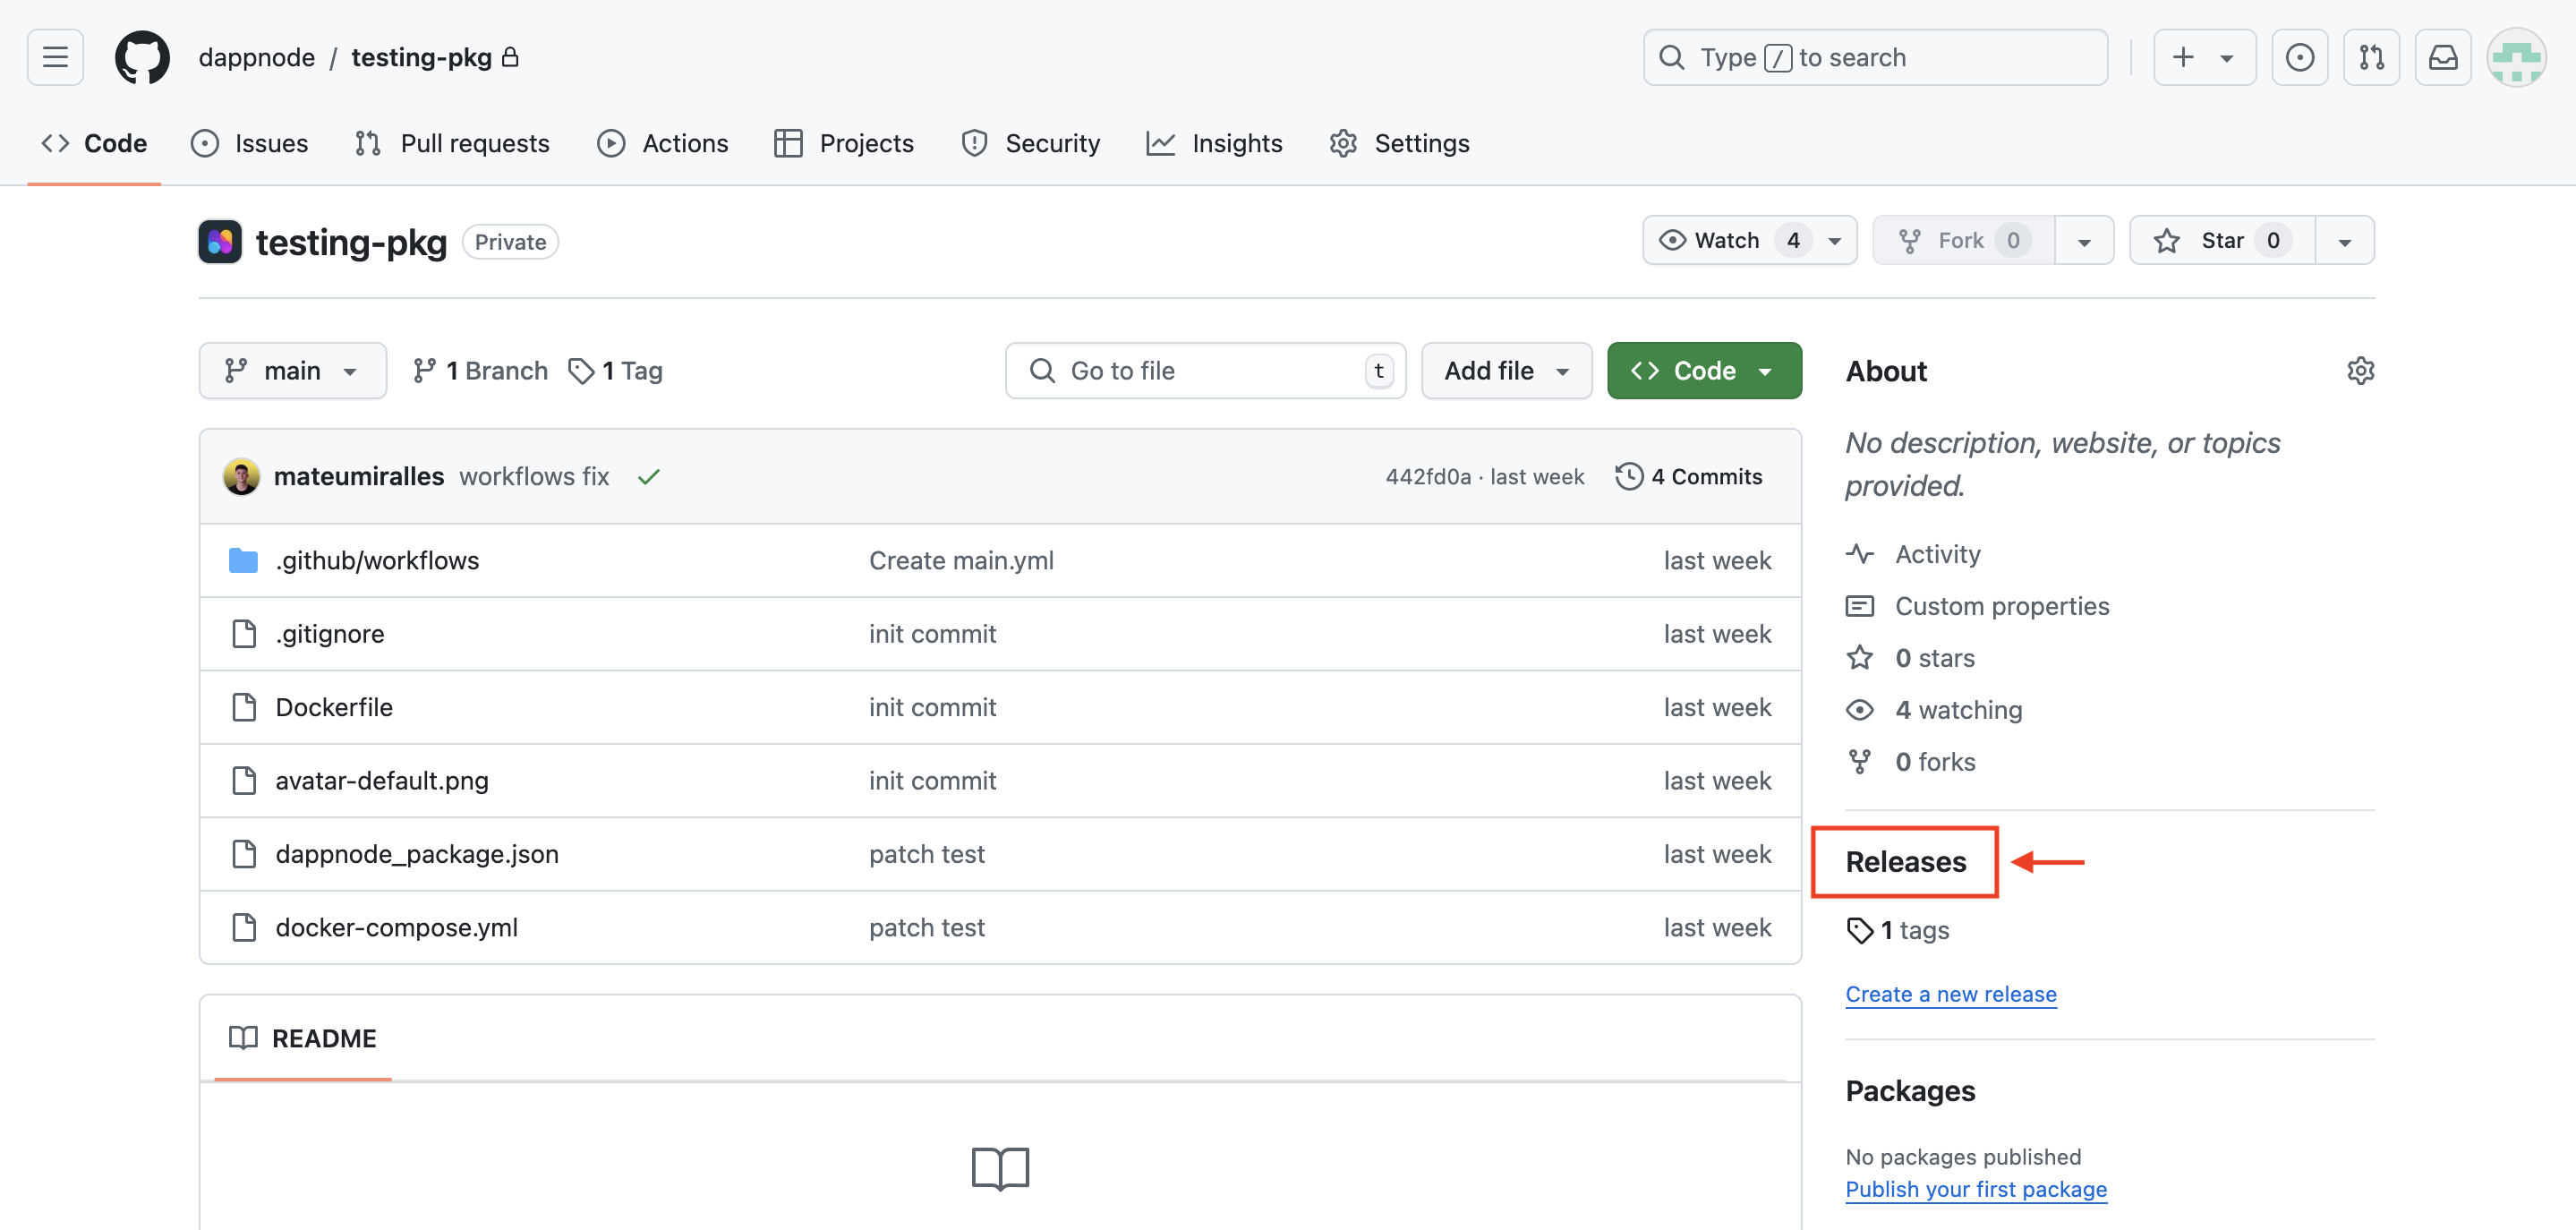 dappnode / testing-pkg
Type / to search
Code Issues Pull requests Actions Projects Security Insights Settings
testing-pkg Private
Watch 4 Fork 0 Star 0
main 1 Branch 1 Tag Go to file t Add file Code
mateumiralles workflows fix 442fd0a · last week 4 Commits
.github/workflows Create main.yml last week
.gitignore init commit last week
Dockerfile init commit last week
avatar-default.png init commit last week
dappnode_package.json patch test last week
docker-compose.yml patch test last week
README
About
No description, website, or topics
provided.
Activity
Custom properties
0 stars
4 watching
0 forks
Releases
1 tags
Create a new release
Packages
No packages published
Publish your first package